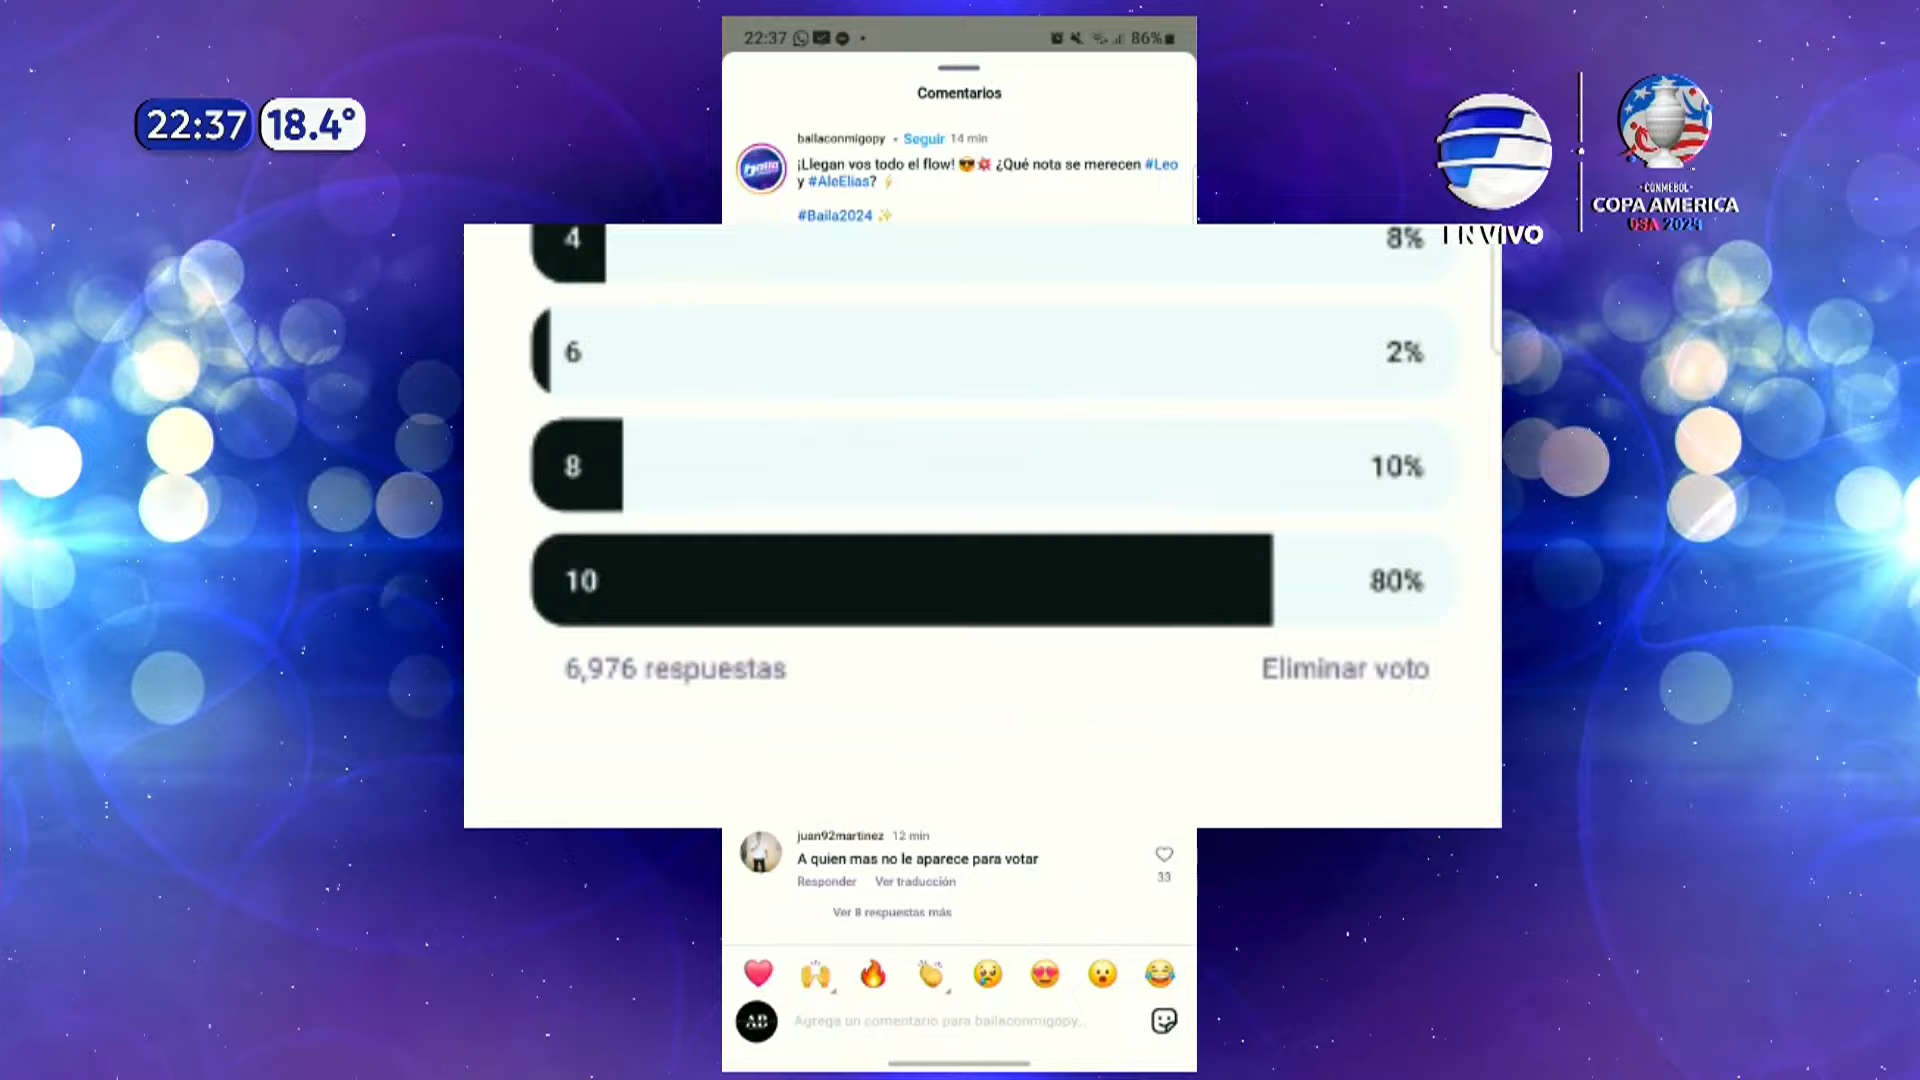 22:37 86%
Comentarios
22:37 18.4°
bailaconmigopy • Seguir 14 min
¡Llegan vos todo el flow! 😎💥 ¿Qué nota se merecen #Leo
y #AleElias? ⚡
#Baila2024 ✨
CONMEBOL
COPA AMERICA
USA 2024
EN VIVO
4 8%
6 2%
8 10%
10 80%
6,976 respuestas Eliminar voto
juan92martinez 12 min
A quien mas no le aparece para votar
33
Responder Ver traducción
Ver 8 respuestas más
AB
Agrega un comentario para bailaconmigopy...